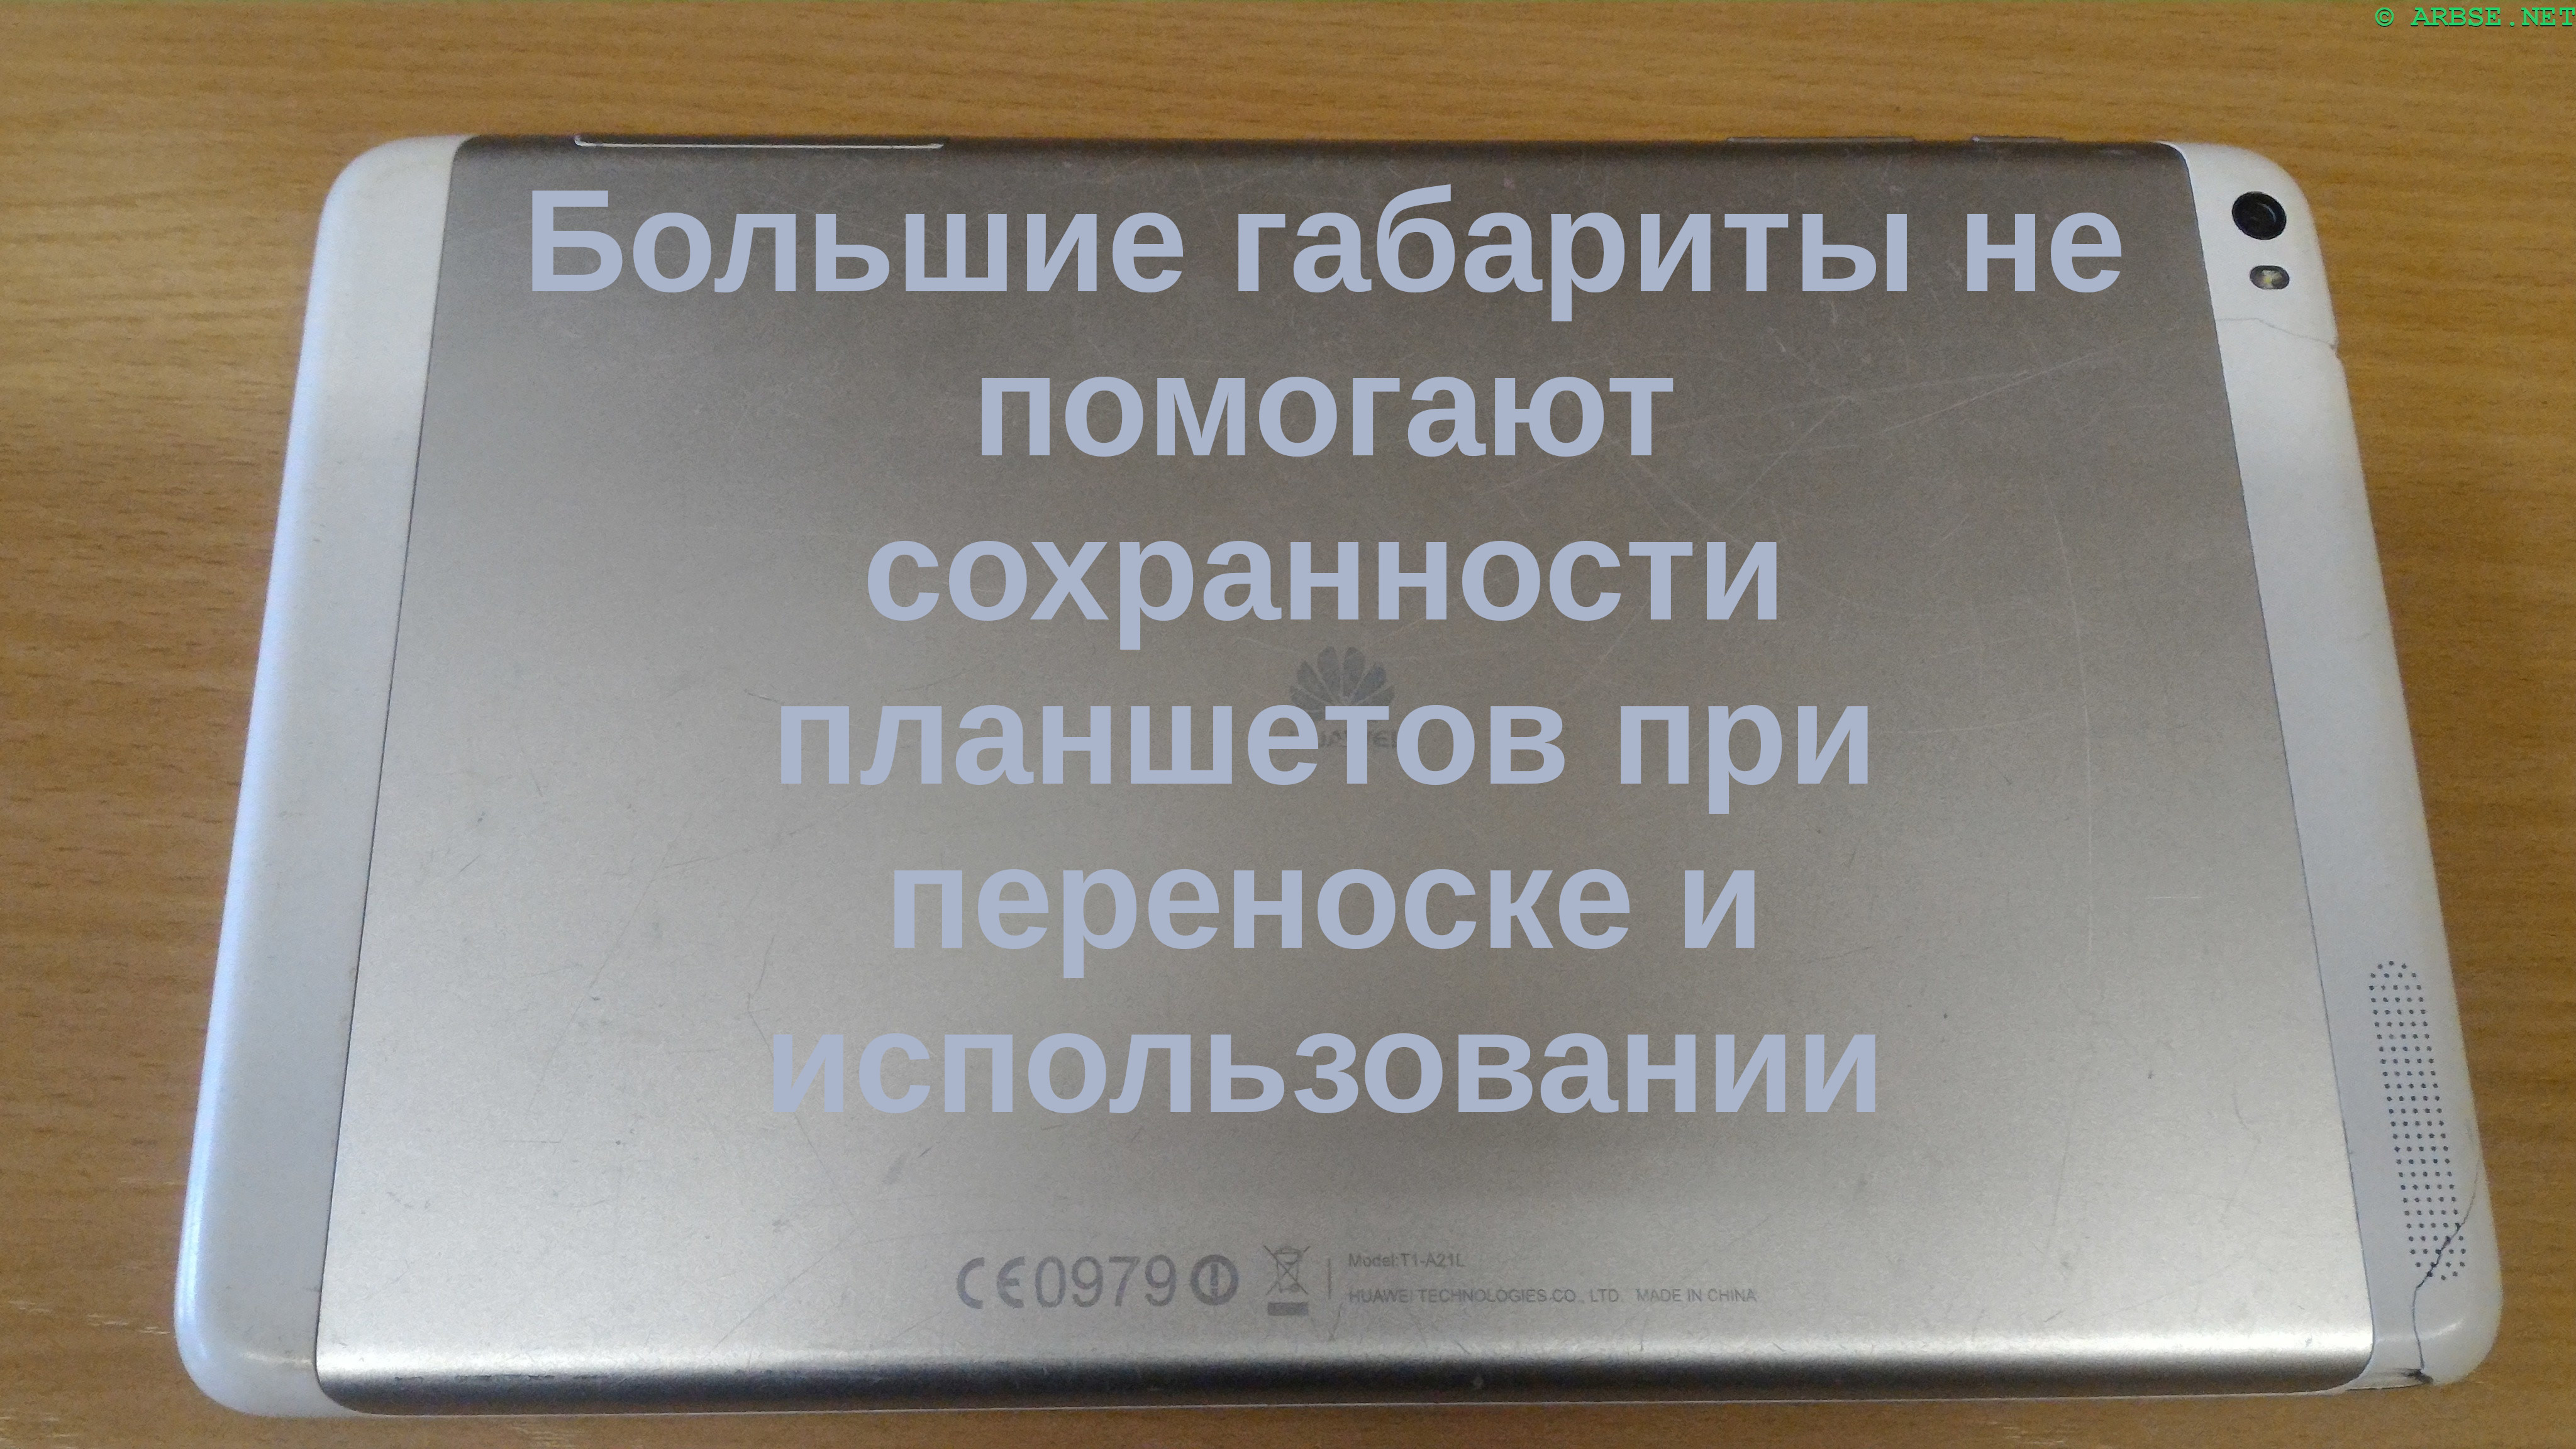 © ARBSE.NET
Большие габариты не
помогают
сохранности
планшетов при
переноске и
использовании
CE0979
Model:T1-A21L
HUAWEI TECHNOLOGIES CO., LTD. MADE IN CHINA